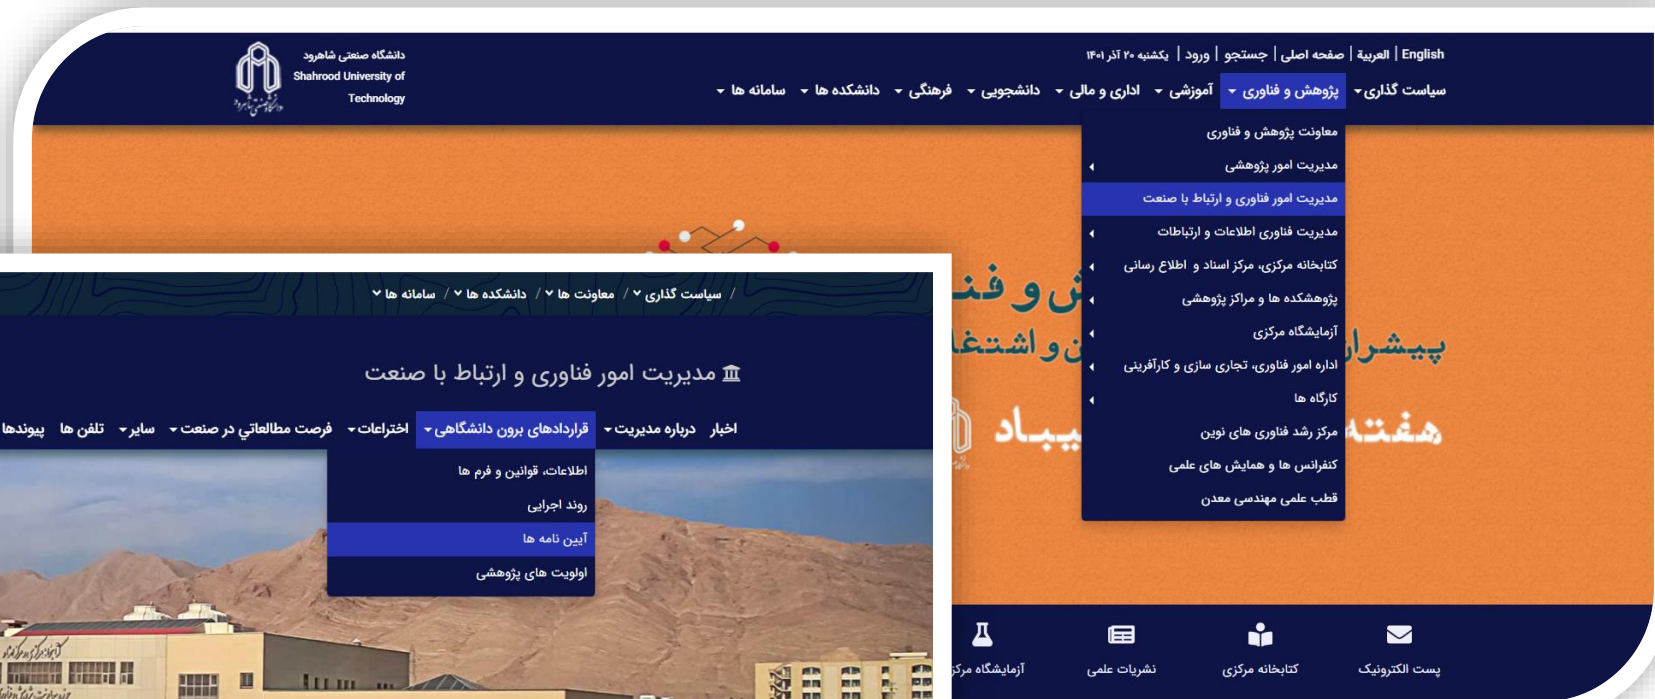 English | العربية | صفحه اصلی | جستجو | ورود | یکشنبه ۲۰ آذر ۱۴۰۱
دانشگاه صنعتی شاهرود
Shahrood University of
Technology
سیاست گذاری پژوهش و فناوری آموزشی اداری و مالی دانشجویی فرهنگی دانشکده ها سامانه ها
معاونت پژوهش و فناوری
مدیریت امور پژوهشی
مدیریت امور فناوری و ارتباط با صنعت
مدیریت فناوری اطلاعات و ارتباطات
کتابخانه مرکزی، مرکز اسناد و اطلاع رسانی
پژوهشکده ها و مراکز پژوهشی
آزمایشگاه مرکزی
اداره امور فناوری، تجاری سازی و کارآفرینی
کارگاه ها
مرکز رشد فناوری های نوین
کنفرانس ها و همایش های علمی
قطب علمی مهندسی معدن
پیشران
و اشتغا
پست الکترونیک
کتابخانه مرکزی
نشریات علمی
آزمایشگاه مرکز
/ سیاست گذاری / معاونت ها / دانشکده ها / سامانه ها
مدیریت امور فناوری و ارتباط با صنعت
اخبار درباره مدیریت قراردادهای برون دانشگاهی اختراعات فرصت مطالعاتي در صنعت سایر تلفن ها پیوندها
اطلاعات، قوانین و فرم ها
روند اجرایی
آیین نامه ها
اولویت های پژوهشی